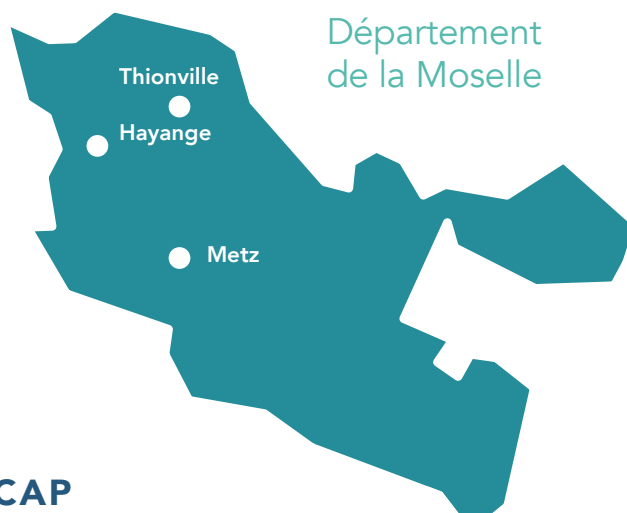 Département
de la Moselle
Thionville
Hayange
Metz
CAP